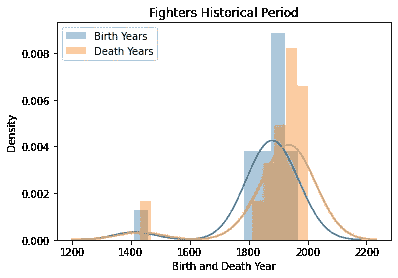 Fighters Historical Period
Birth Years
Death Years
0.008
0.006
0.004
0.002
0.000
Density
1200 1400 1600 1800 2000 2200
Birth and Death Year